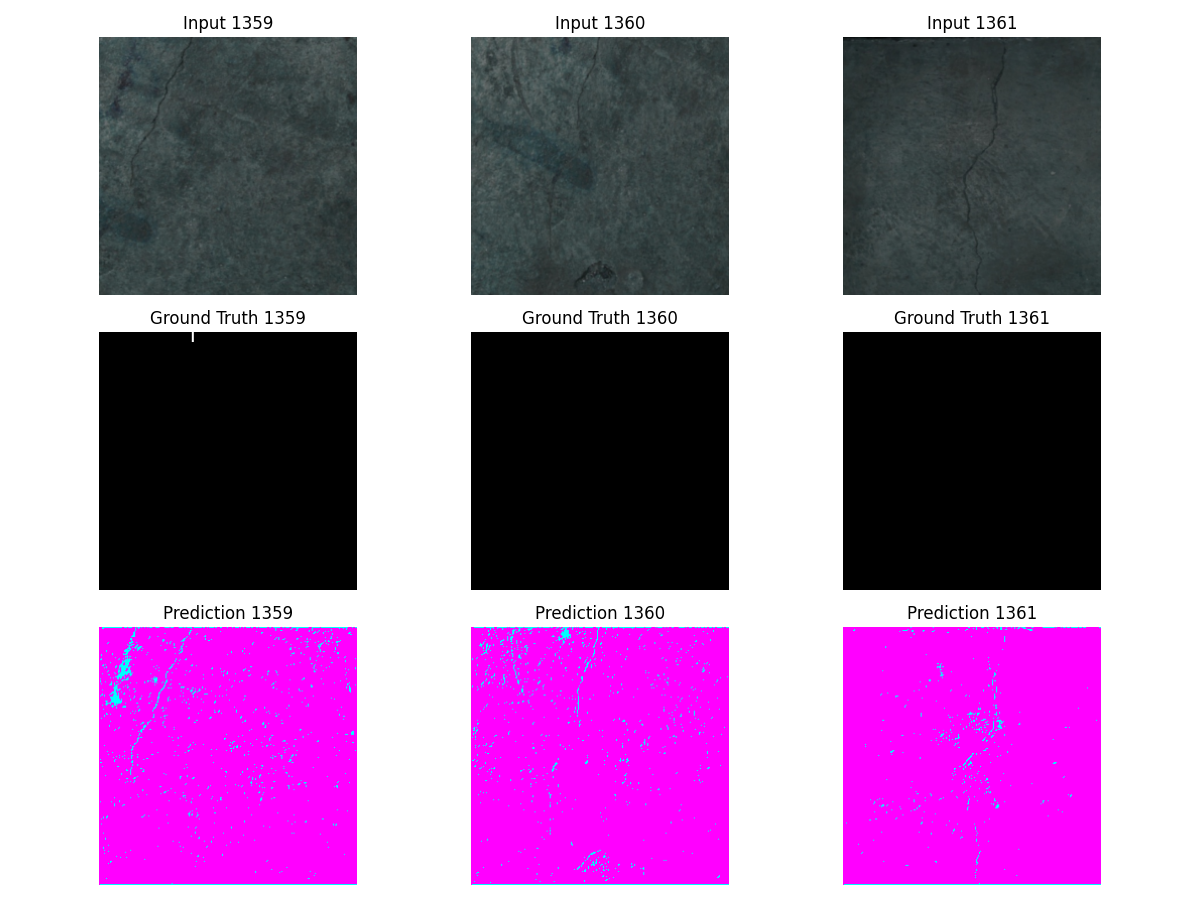 Input 1359
Input 1360
Input 1361
Ground Truth 1359
Ground Truth 1360
Ground Truth 1361
Prediction 1359
Prediction 1360
Prediction 1361